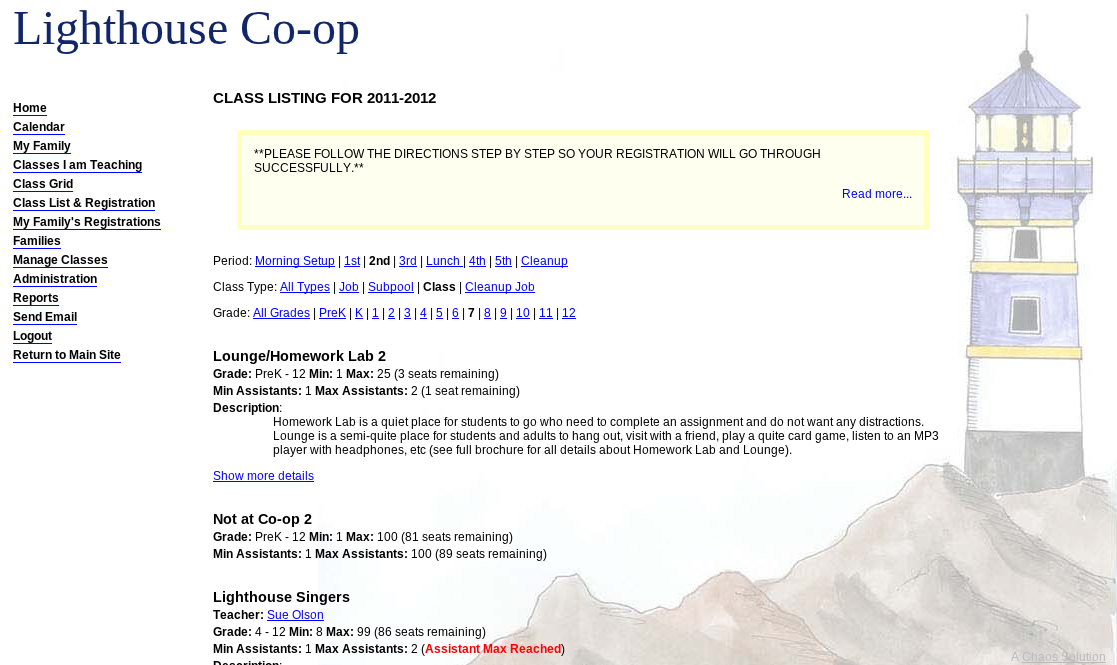 Lighthouse Co-op
Home
Calendar
My Family
Classes I am Teaching
Class Grid
Class List & Registration
My Family's Registrations
Families
Manage Classes
Administration
Reports
Send Email
Logout
Return to Main Site
CLASS LISTING FOR 2011-2012
**PLEASE FOLLOW THE DIRECTIONS STEP BY STEP SO YOUR REGISTRATION WILL GO THROUGH
SUCCESSFULLY.**
Read more...
Period: Morning Setup | 1st | 2nd | 3rd | Lunch | 4th | 5th | Cleanup
Class Type: All Types | Job | Subpool | Class | Cleanup Job
Grade: All Grades | PreK | K | 1 | 2 | 3 | 4 | 5 | 6 | 7 | 8 | 9 | 10 | 11 | 12
Lounge/Homework Lab 2
Grade: PreK - 12 Min: 1 Max: 25 (3 seats remaining)
Min Assistants: 1 Max Assistants: 2 (1 seat remaining)
Description:
Homework Lab is a quiet place for students to go who need to complete an assignment and do not want any distractions.
Lounge is a semi-quite place for students and adults to hang out, visit with a friend, play a quite card game, listen to an MP3
player with headphones, etc (see full brochure for all details about Homework Lab and Lounge).
Show more details
Not at Co-op 2
Grade: PreK - 12 Min: 1 Max: 100 (81 seats remaining)
Min Assistants: 1 Max Assistants: 100 (89 seats remaining)
Lighthouse Singers
Teacher: Sue Olson
Grade: 4 - 12 Min: 8 Max: 99 (86 seats remaining)
Min Assistants: 1 Max Assistants: 2 (Assistant Max Reached)
Description:
A Chaos Solution